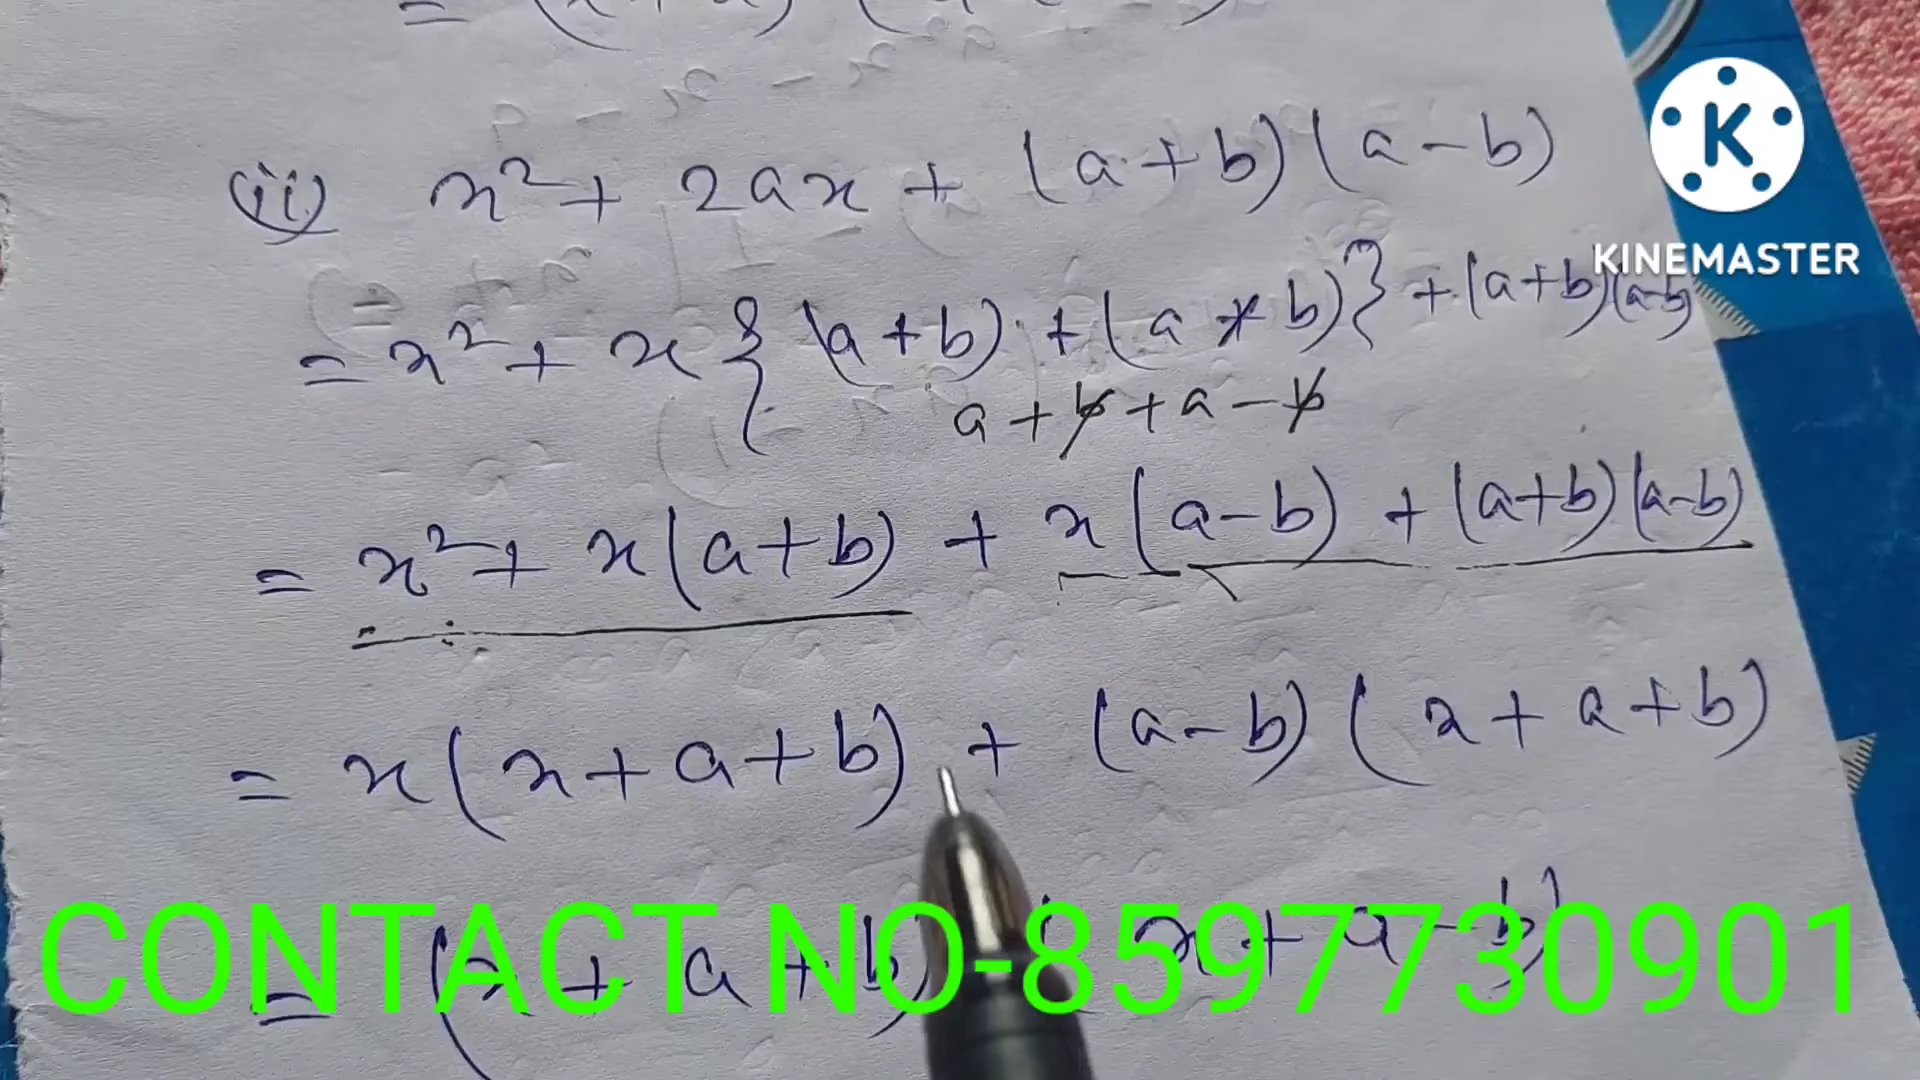 (ii) x² + 2ax + (a+b)(a-b)
= x² + x { (a+b) + (a - b)} + (a+b)(a-b)
a + b + a - b
= x² + x(a+b) + x(a-b) + (a+b)(a-b)
= x(x+a+b) + (a-b)(x+a+b)
= (x + a + b) (x + a - b)
K
KINEMASTER
CONTACT NO-8597730901